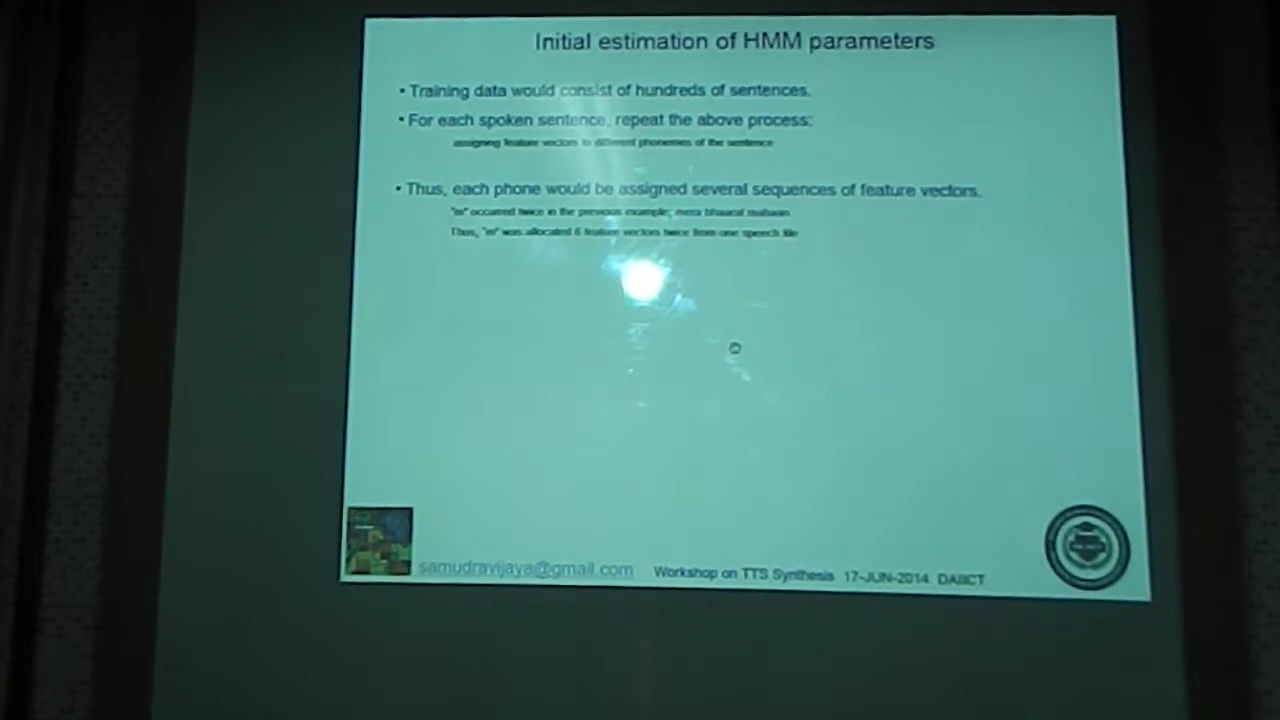 Initial estimation of HMM parameters
• Training data would consist of hundreds of sentences.
• For each spoken sentence, repeat the above process:
assigning feature vectors to different phonemes of the sentence
• Thus, each phone would be assigned several sequences of feature vectors.
"m" occurred twice in the previous example; mera bhaarat mahaan
Thus, "m" was allocated 6 feature vectors twice from one speech file
samudravijaya@gmail.com
Workshop on TTS Synthesis 17-JUN-2014 DAIICT